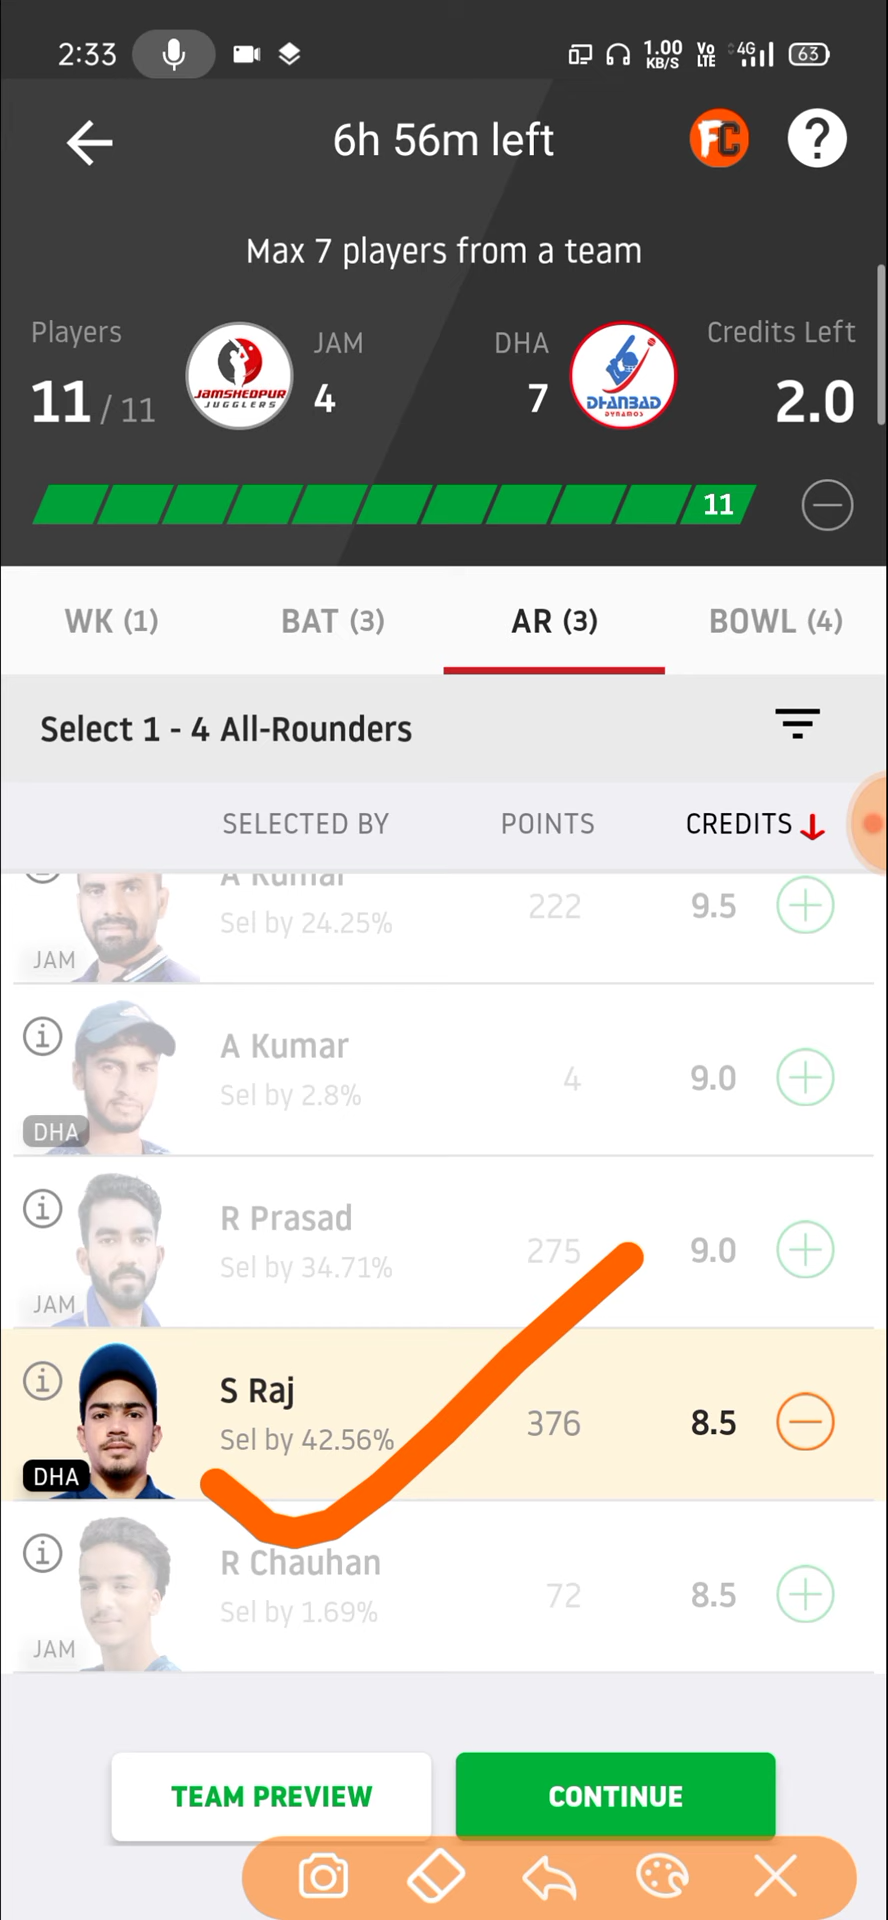 2:33
1.00 KB/S
Vo LTE
4G
63
6h 56m left
FC
?
Max 7 players from a team
Players
11 / 11
JAMSHEDPUR
JUGGLERS
JAM
4
DHA
7
DHANBAD
DYNAMOS
Credits Left
2.0
11
WK (1)
BAT (3)
AR (3)
BOWL (4)
Select 1 - 4 All-Rounders
SELECTED BY
POINTS
CREDITS
A Kumar
Sel by 24.25%
222
9.5
JAM
A Kumar
Sel by 2.8%
4
9.0
DHA
R Prasad
Sel by 34.71%
275
9.0
JAM
S Raj
Sel by 42.56%
376
8.5
DHA
R Chauhan
Sel by 1.69%
72
8.5
JAM
TEAM PREVIEW
CONTINUE